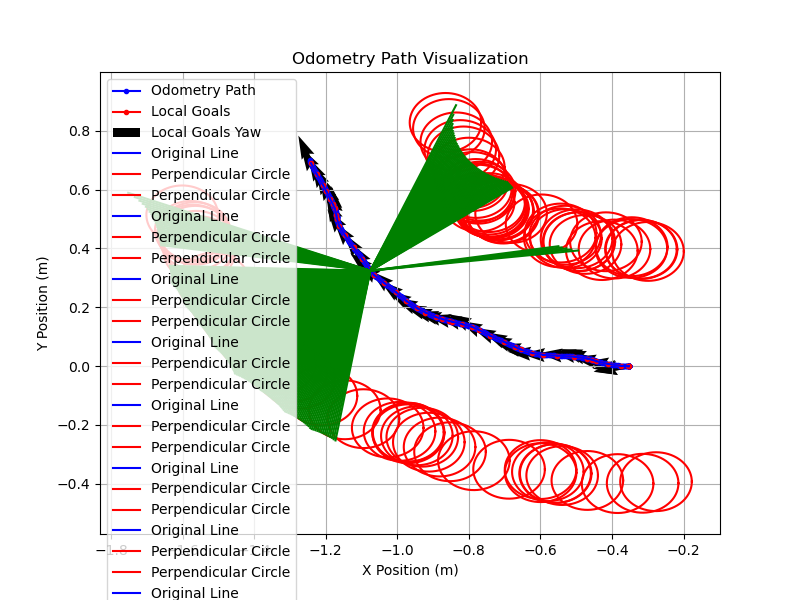 Odometry Path Visualization
Odometry Path
Local Goals
Local Goals Yaw
Original Line
Perpendicular Circle
Perpendicular Circle
Original Line
Perpendicular Circle
Perpendicular Circle
Original Line
Perpendicular Circle
Perpendicular Circle
Original Line
Perpendicular Circle
Perpendicular Circle
Original Line
Perpendicular Circle
Perpendicular Circle
Original Line
Perpendicular Circle
Perpendicular Circle
Original Line
Perpendicular Circle
Perpendicular Circle
Original Line
Y Position (m)
0.8
0.6
0.4
0.2
0.0
−0.2
−0.4
−1.8 −1.2 −1.0 −0.8 −0.6 −0.4 −0.2
X Position (m)